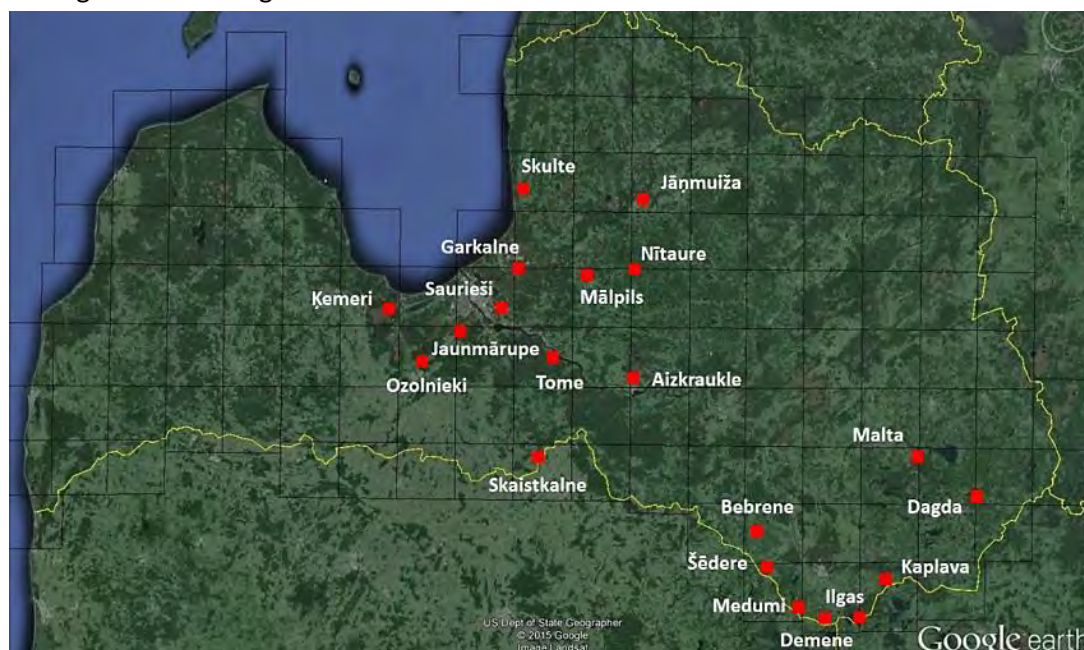 Skulte
Jāņmuiža
Garkalne
Nītaure
Saurieši
Mālpils
Ķemeri
Jaunmārupe
Ozolnieki
Tome
Aizkraukle
Malta
Skaistkalne
Dagda
Bebrene
Šēdere
Kaplava
Medumi
Ilgas
Demene
US Dept of State Geographer
© 2015 Google
Image Landsat
Google earth